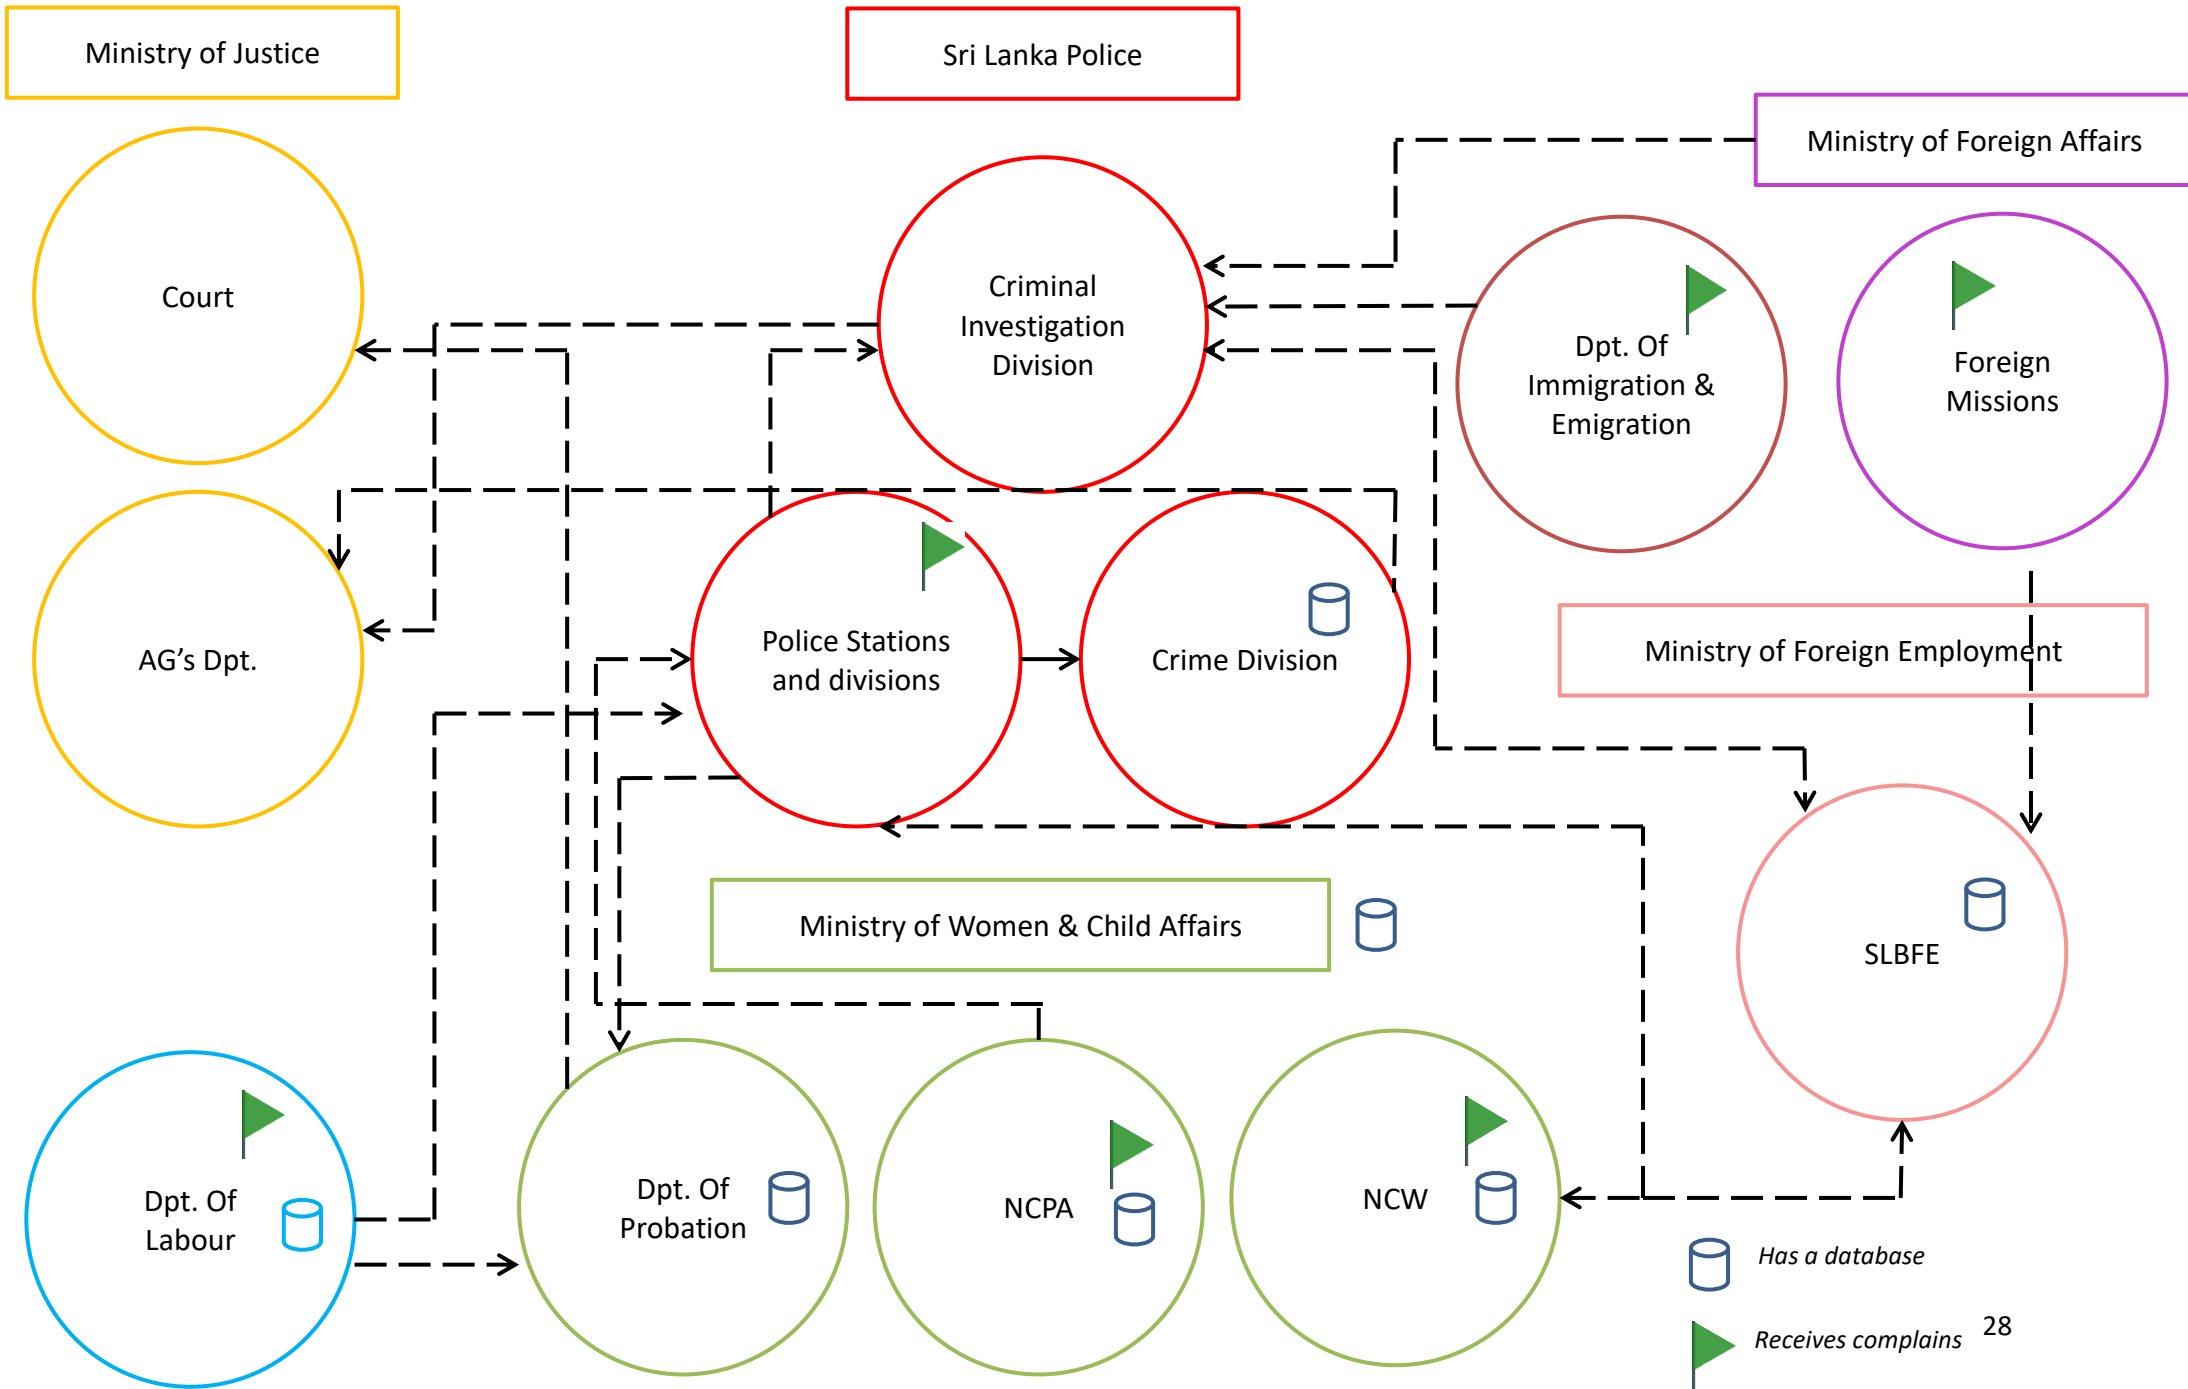 Ministry of Justice
Sri Lanka Police
Ministry of Foreign Affairs
Court
Criminal
Investigation
Division
Dpt. Of
Immigration &
Emigration
Foreign
Missions
AG's Dpt.
Police Stations
and divisions
Crime Division
Ministry of Foreign Employment
Ministry of Women & Child Affairs
SLBFE
Dpt. Of
Labour
Dpt. Of
Probation
NCPA
NCW
Has a database
Receives complains
28